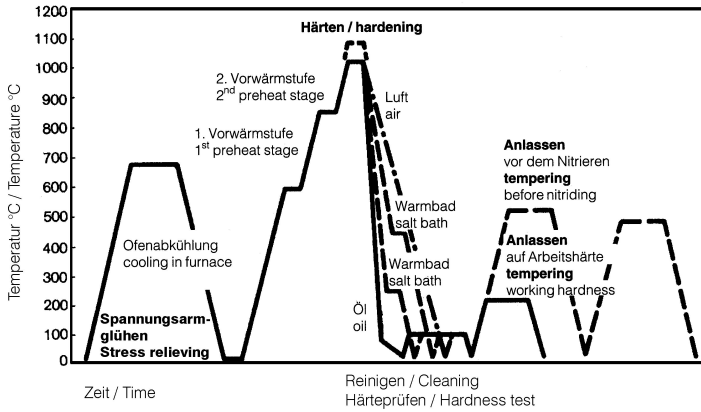 1200
1100
1000
900
800
700
600
500
400
300
200
100
0
Temperatur °C / Temperature °C
Härten / hardening
2. Vorwärmstufe
2nd preheat stage
1. Vorwärmstufe
1st preheat stage
Luft
air
Anlassen
vor dem Nitrieren
tempering
before nitriding
Warmbad
salt bath
Ofenabkühlung
cooling in furnace
Anlassen
auf Arbeitshärte
tempering
working hardness
Warmbad
salt bath
Öl
oil
Spannungsarm-
glühen
Stress relieving
Zeit / Time
Reinigen / Cleaning
Härteprüfen / Hardness test